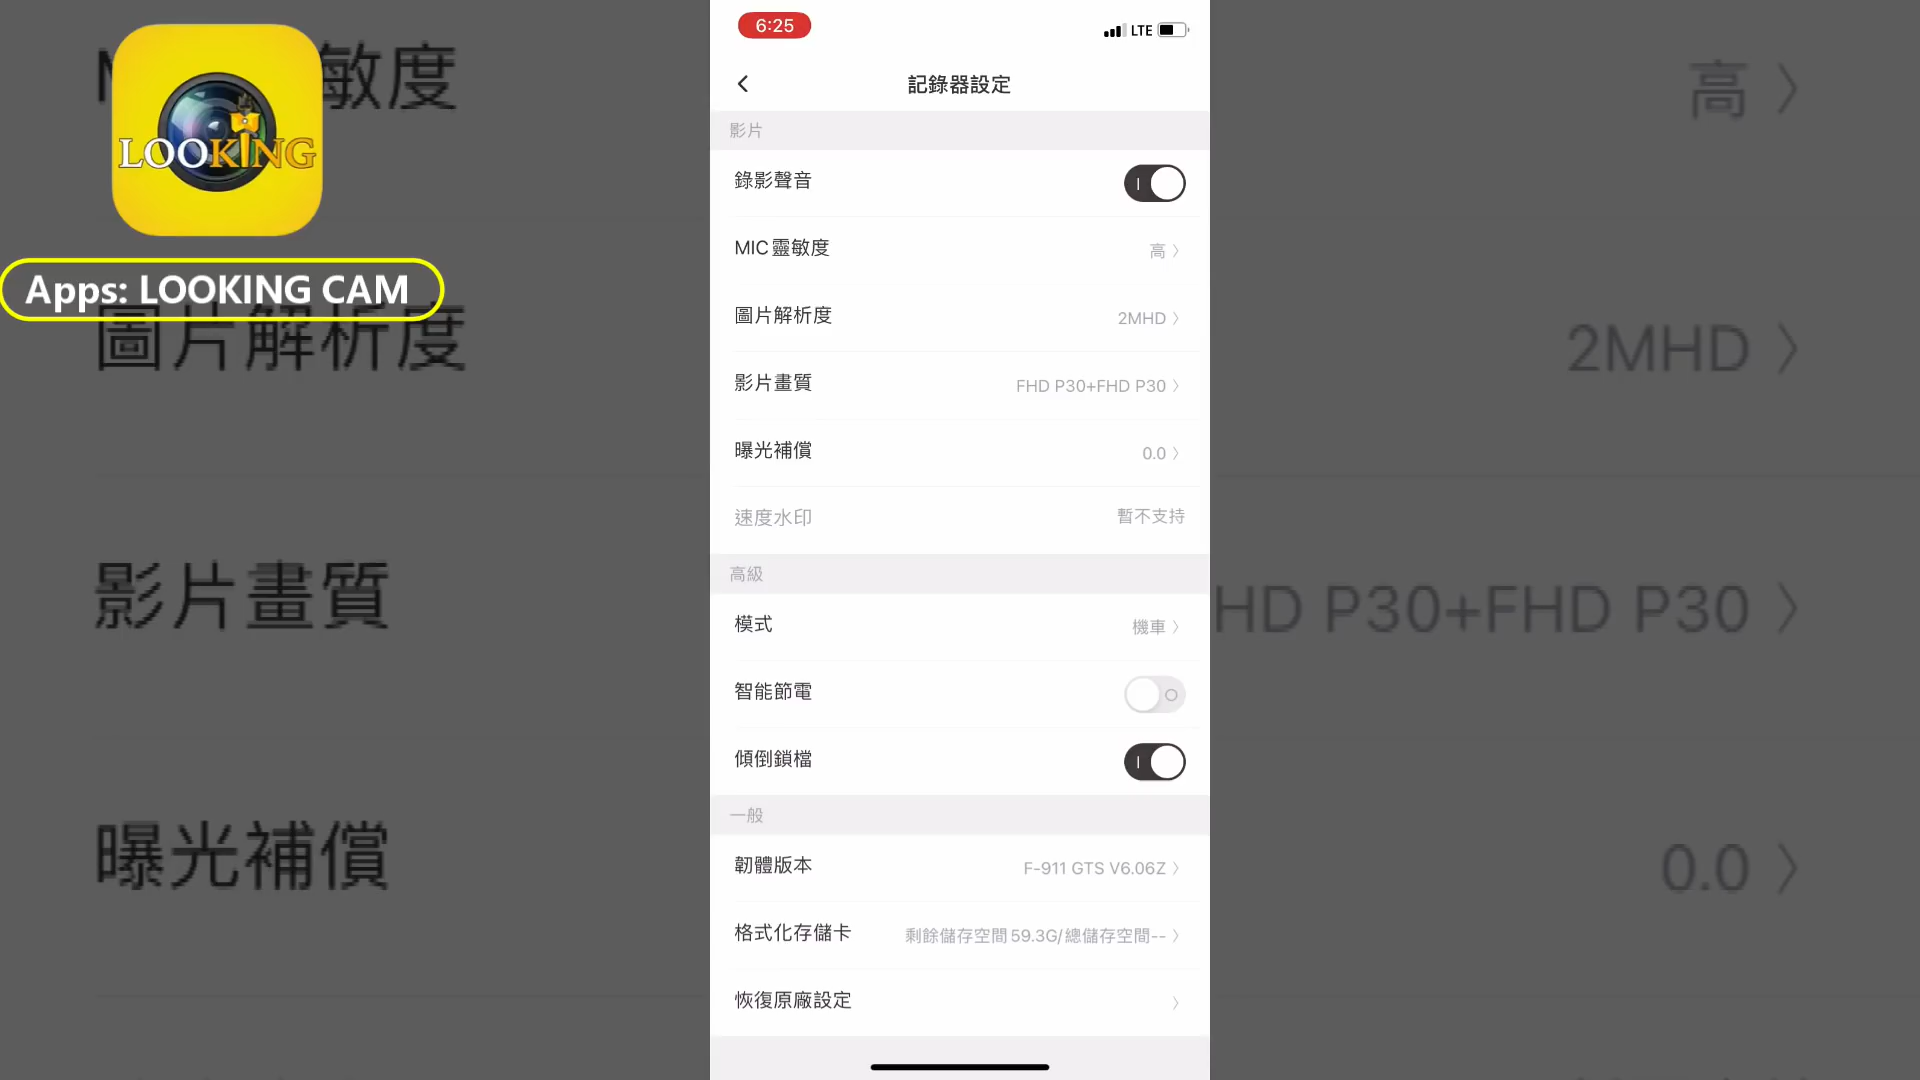 LOOKING
Apps: LOOKING CAM
敏度
高
圖片解析度
2MHD
影片畫質
HD P30+FHD P30
曝光補償
0.0
6:25
LTE
記錄器設定
影片
錄影聲音
MIC靈敏度
高
圖片解析度
2MHD
影片畫質
FHD P30+FHD P30
曝光補償
0.0
速度水印
暫不支持
高級
模式
機車
智能節電
傾倒鎖檔
一般
韌體版本
F-911 GTS V6.06Z
格式化存儲卡
剩餘儲存空間59.3G/總儲存空間--
恢復原廠設定